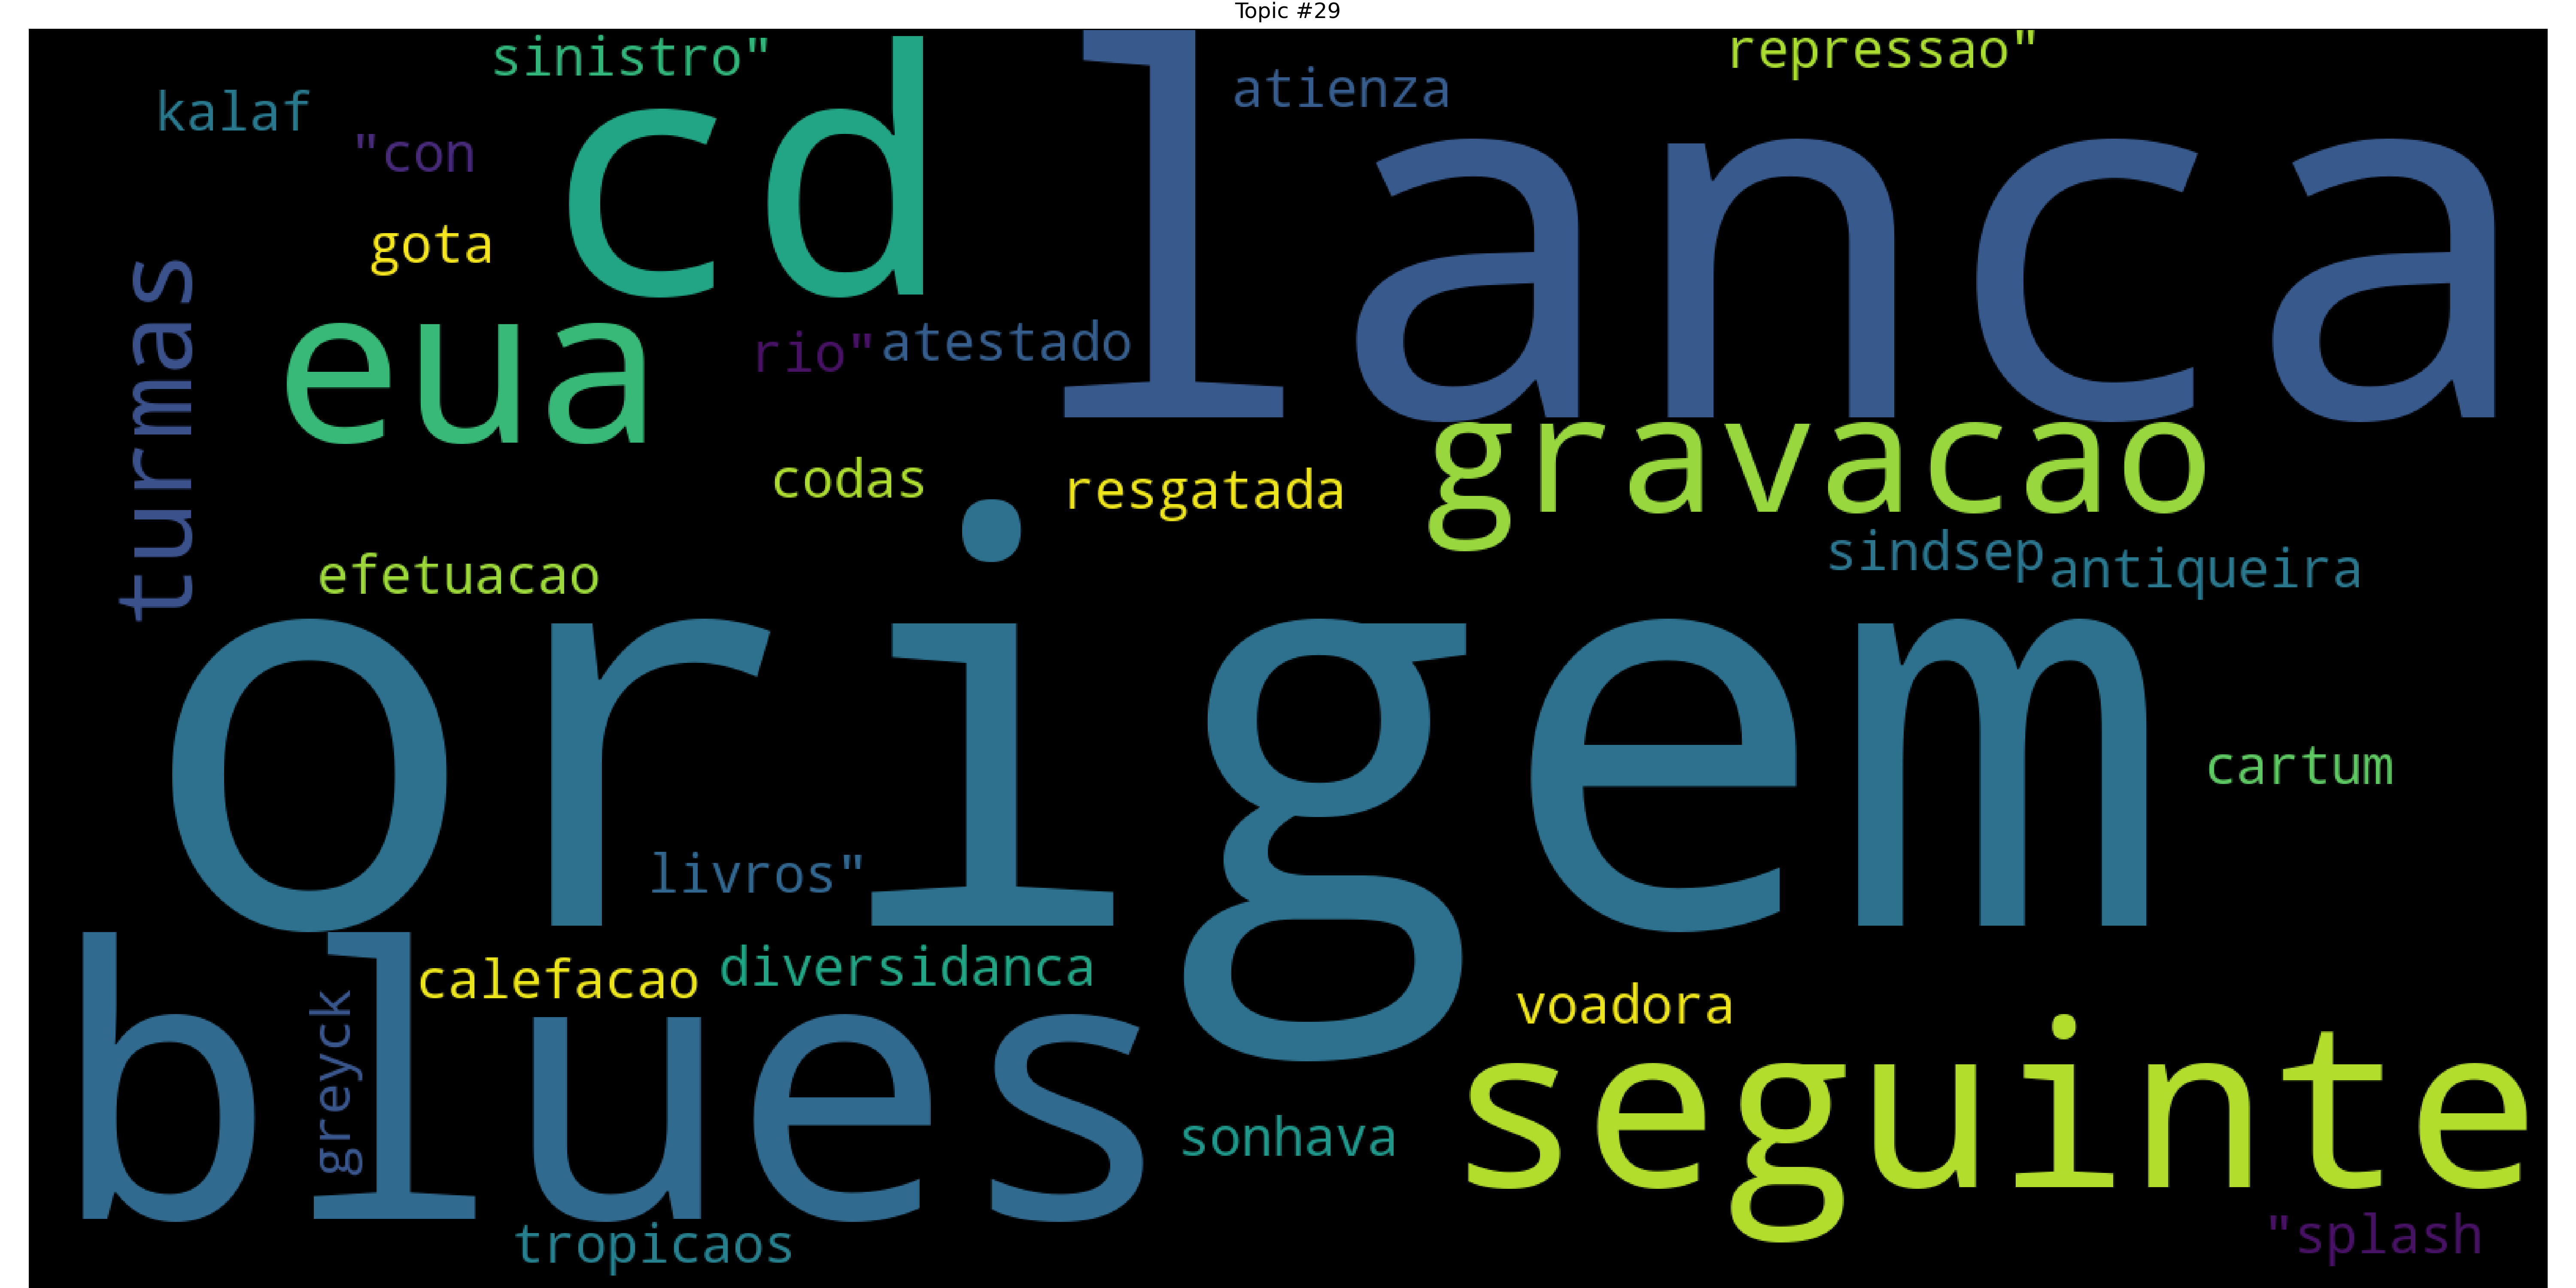 Topic #29
sinistro"
repressao"
kalaf
atienza
"con
cd
lanca
gota
turmas
eua
rio"
atestado
codas
resgatada
gravacao
efetuacao
sindsep
antiqueira
origem
cartum
livros"
calefacao
diversidanca
voadora
greyck
blues
sonhava
seguinte
tropicaos
"splash